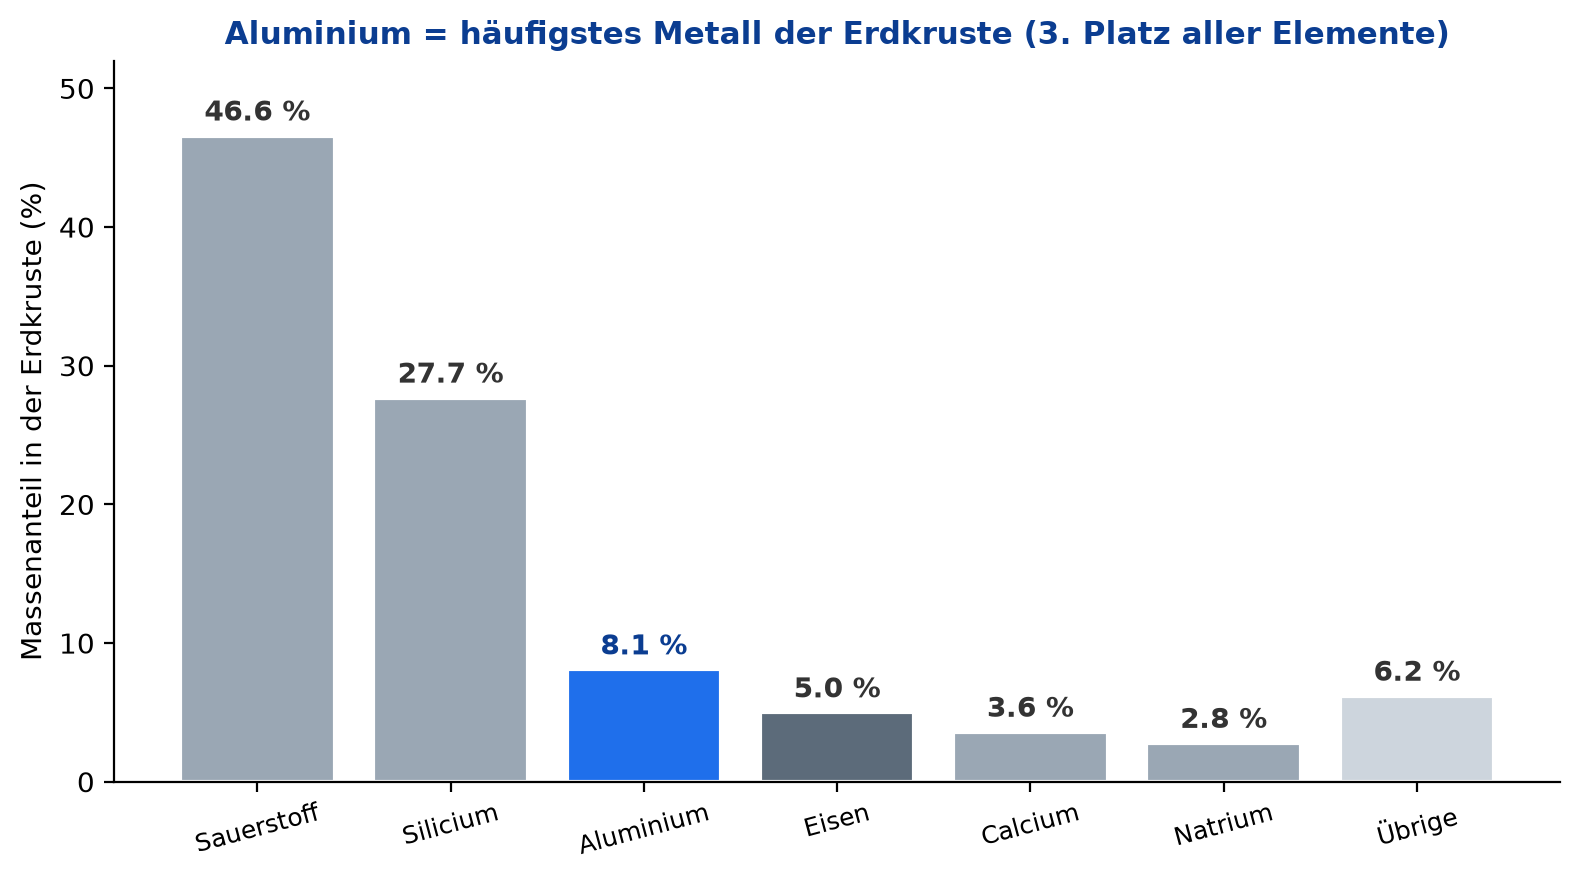 Aluminium = häufigstes Metall der Erdkruste (3. Platz aller Elemente)
Massenanteil in der Erdkruste (%)
50
40
30
20
10
0
46.6 %
27.7 %
8.1 %
5.0 %
3.6 %
2.8 %
6.2 %
Sauerstoff
Silicium
Aluminium
Eisen
Calcium
Natrium
Übrige